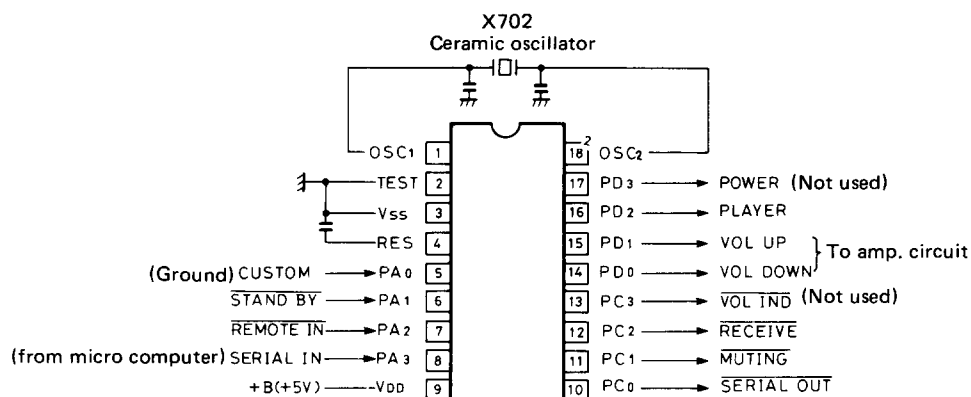 X702
Ceramic oscillator
OSC1 1 18 2 OSC2
TEST 2 17 PD3 POWER (Not used)
Vss 3 16 PD2 PLAYER
RES 4 15 PD1 VOL UP
To amp. circuit
(Ground) CUSTOM PA0 5 14 PD0 VOL DOWN
STAND BY PA1 6 13 PC3 VOL IND (Not used)
REMOTE IN PA2 7 12 PC2 RECEIVE
(from micro computer) SERIAL IN PA3 8 11 PC1 MUTING
+B(+5V) VDD 9 10 PC0 SERIAL OUT